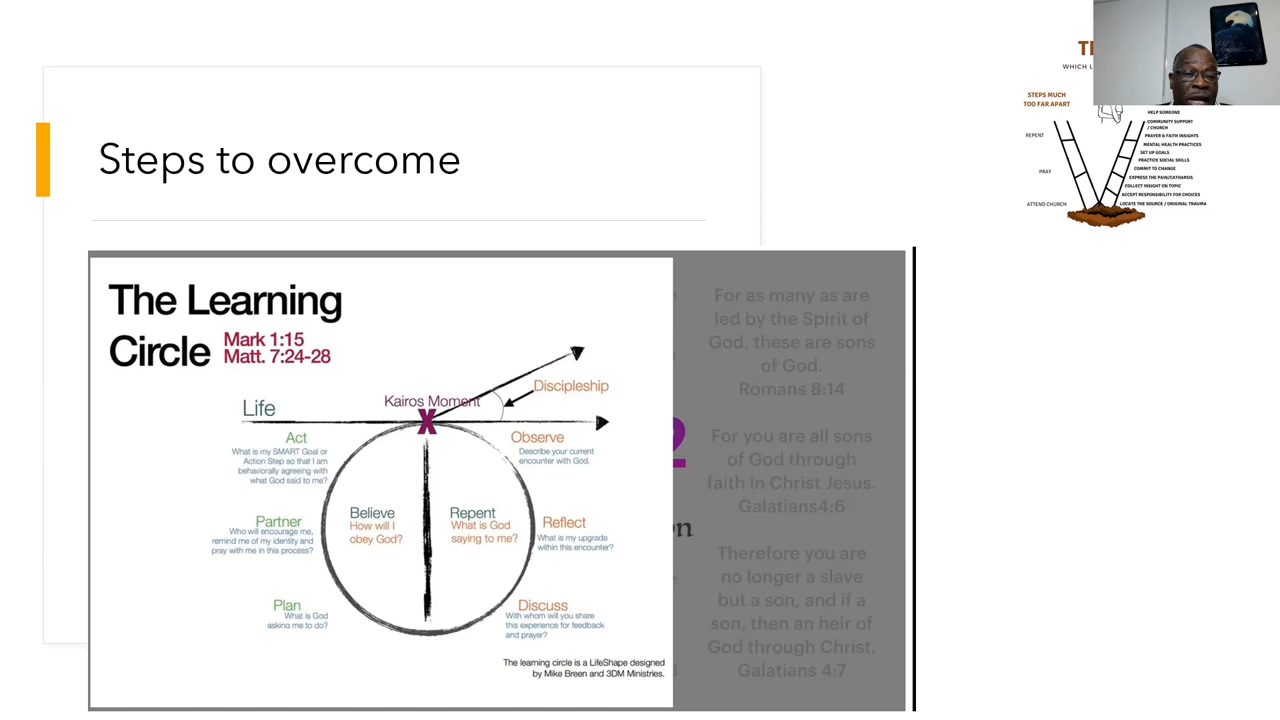 Steps to overcome
The Learning
Circle
Mark 1:15
Matt. 7:24-28
Life
Kairos Moment
Discipleship
Act
What is my SMART Goal or
Action Step so that I am
behaviorally agreeing with
what God said to me?
Observe
Describe your current
encounter with God.
Believe
How will I
obey God?
Repent
What is God
saying to me?
Partner
Who will encourage me,
remind me of my identity and
pray with me in this process?
Reflect
What is my upgrade
within this encounter?
Plan
What is God
asking me to do?
Discuss
With whom will you share
this experience for feedback
and prayer?
The learning circle is a LifeShape designed
by Mike Breen and 3DM Ministries.
For as many as are
led by the Spirit of
God, these are sons
of God.
Romans 8:14
For you are all sons
of God through
faith in Christ Jesus.
Galatians4:6
Therefore you are
no longer a slave
but a son, and if a
son, then an heir of
God through Christ.
Galatians 4:7
2
on
WHICH
STEPS MUCH
TOO FAR APART
REPENT
PRAY
ATTEND CHURCH
HELP SOMEONE
COMMUNITY SUPPORT
/ CHURCH
PRAYER & FAITH INSIGHTS
MENTAL HEALTH PRACTICES
SET UP GOALS
PRACTICE SOCIAL SKILLS
COMMIT TO CHANGE
EXPRESS THE PAIN/CATHARSIS
COLLECT INSIGHT ON TOPIC
ACCEPT RESPONSIBILITY FOR CHOICES
LOCATE THE SOURCE / ORIGINAL TRAUMA